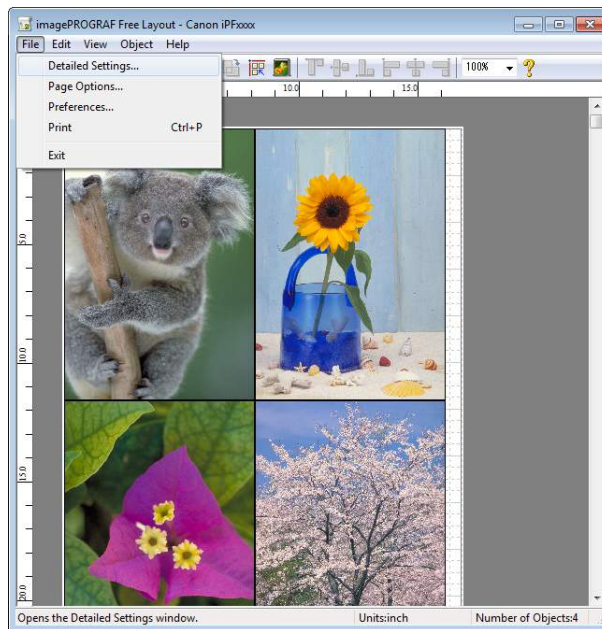 imagePROGRAF Free Layout - Canon iPFxxxx
File Edit View Object Help
Detailed Settings...
Page Options...
Preferences...
Print Ctrl+P
Exit
100%
10.0 15.0
5.0
10.0
15.0
20.0
Opens the Detailed Settings window. Units:inch Number of Objects:4